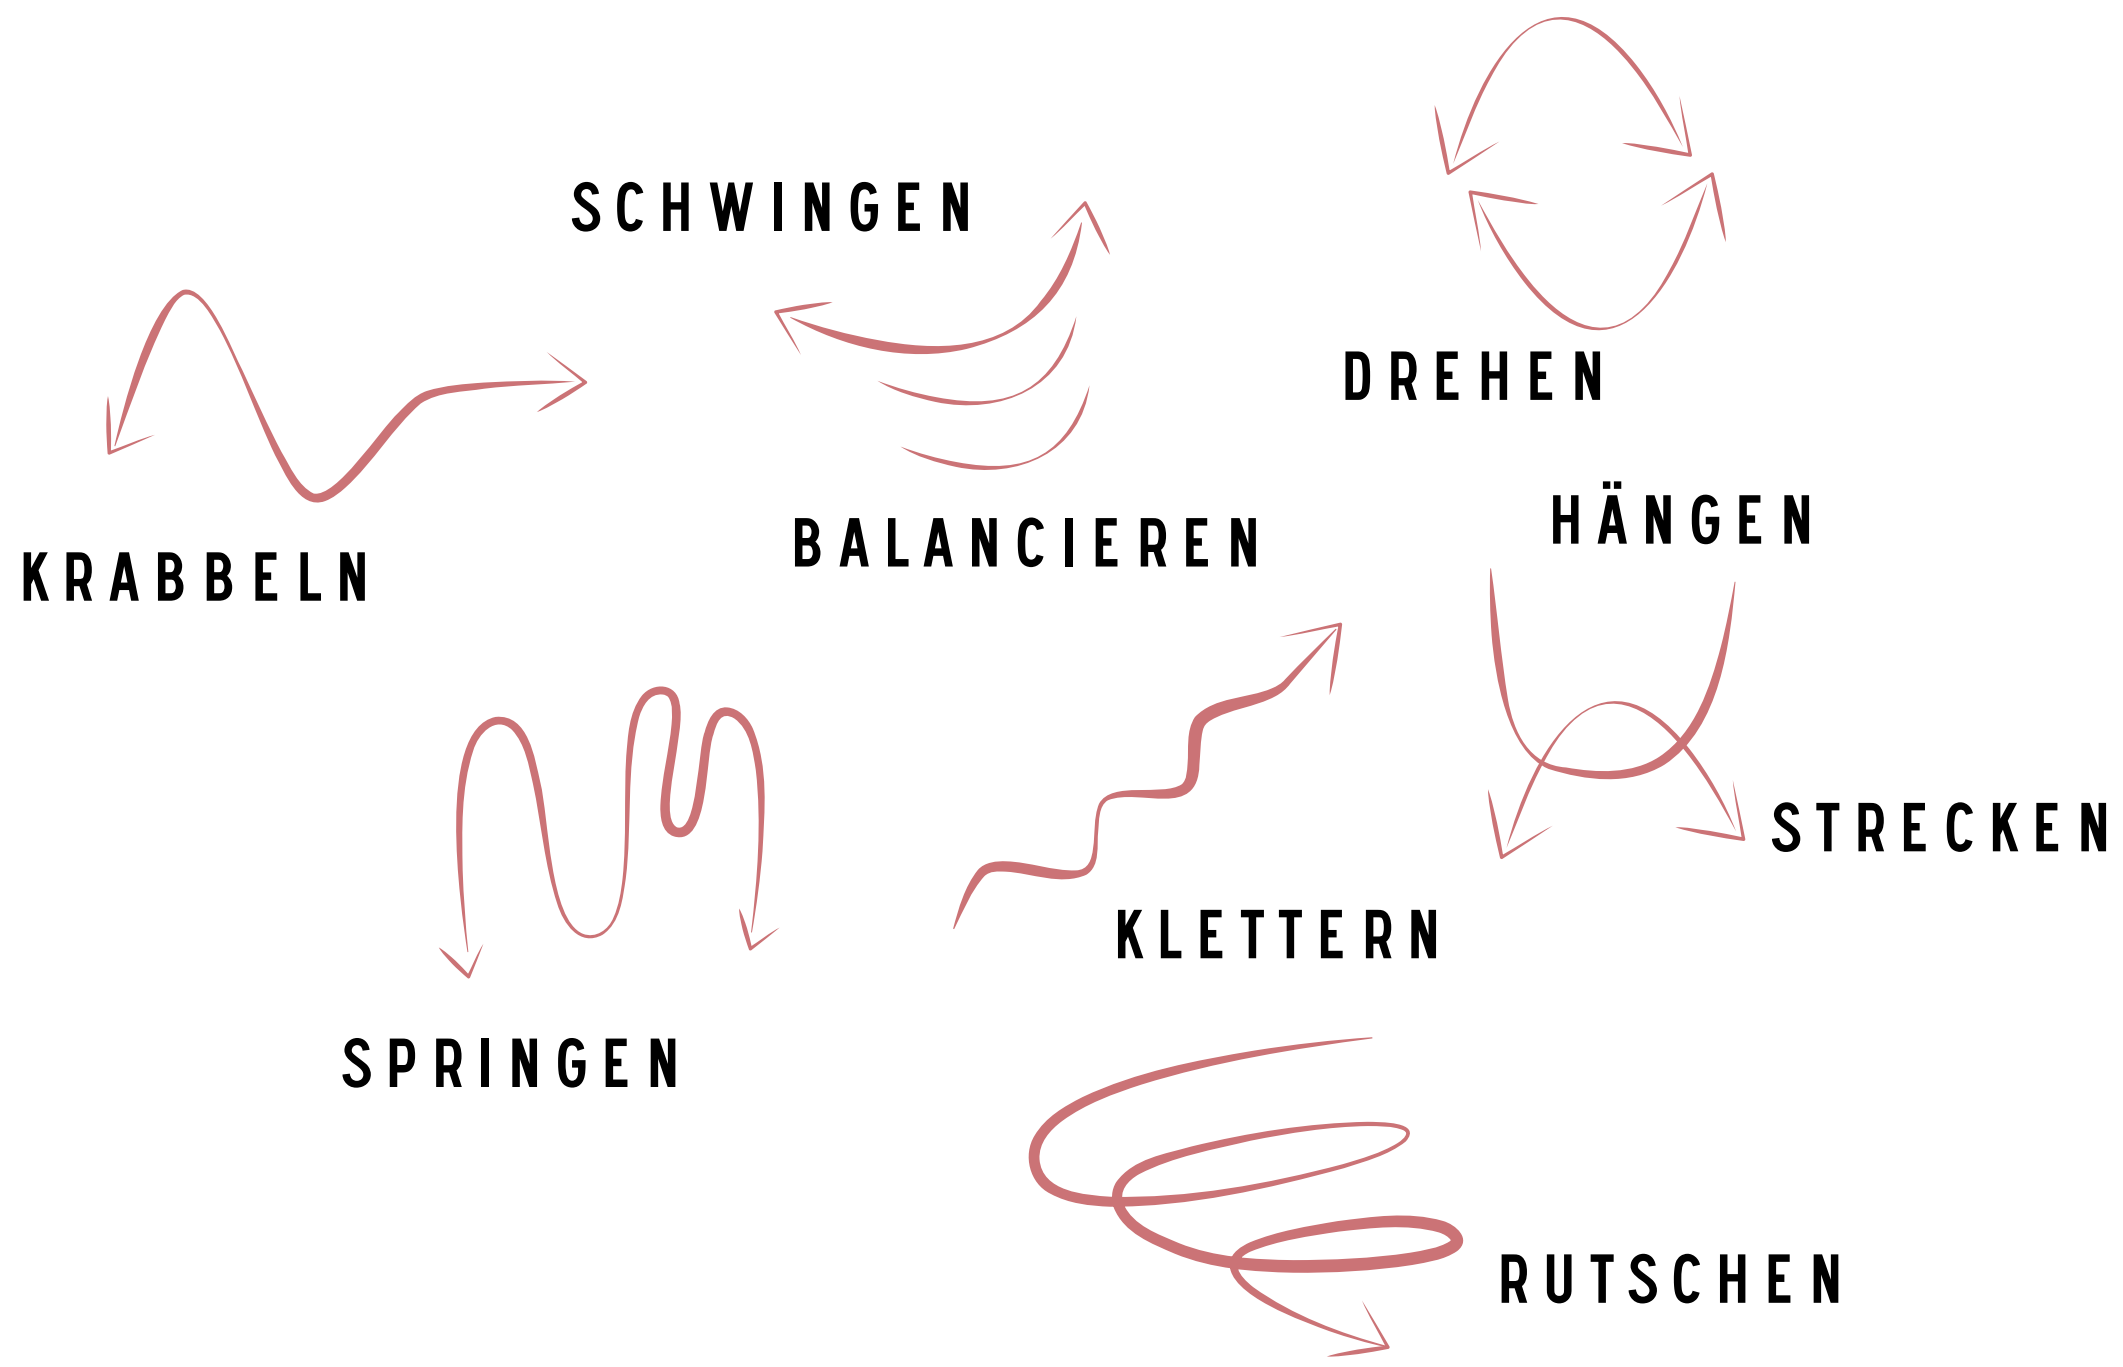 SCHWINGEN
DREHEN
HÄNGEN
BALANCIEREN
KRABBELN
STRECKEN
KLETTERN
SPRINGEN
RUTSCHEN